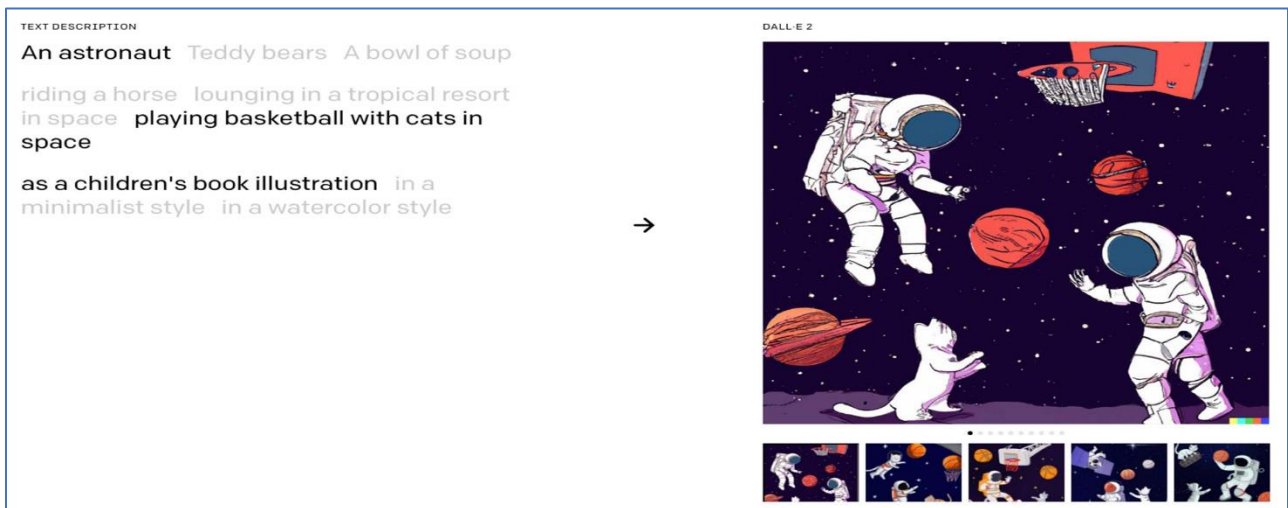 TEXT DESCRIPTION
An astronaut Teddy bears A bowl of soup
riding a horse lounging in a tropical resort
in space playing basketball with cats in
space
as a children's book illustration in a
minimalist style in a watercolor style
→
DALL·E 2